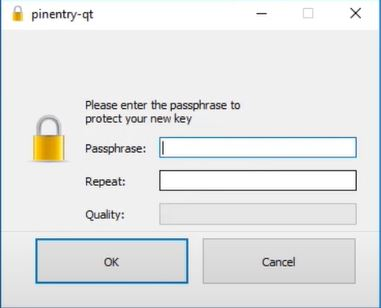 pinentry-qt
Please enter the passphrase to
protect your new key
Passphrase:
Repeat:
Quality:
OK Cancel